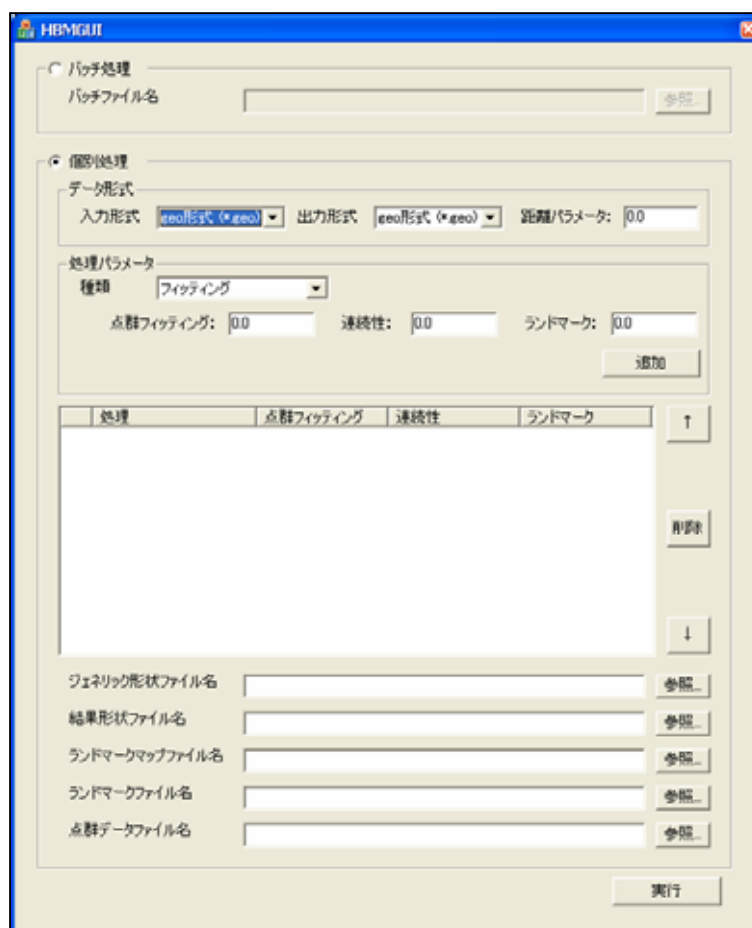 HBMGUI
バッチ処理
バッチファイル名 参照...
個別処理
データ形式
入力形式 geo形式 (*.geo) 出力形式 geo形式 (*.geo) 距離パラメータ: 0.0
処理パラメータ
種類 フィッティング
点群フィッティング: 0.0 連続性: 0.0 ランドマーク: 0.0
追加
処理 点群フィッティング 連続性 ランドマーク
↑
削除
↓
ジェネリック形状ファイル名 参照...
結果形状ファイル名 参照...
ランドマークマップファイル名 参照...
ランドマークファイル名 参照...
点群データファイル名 参照...
実行